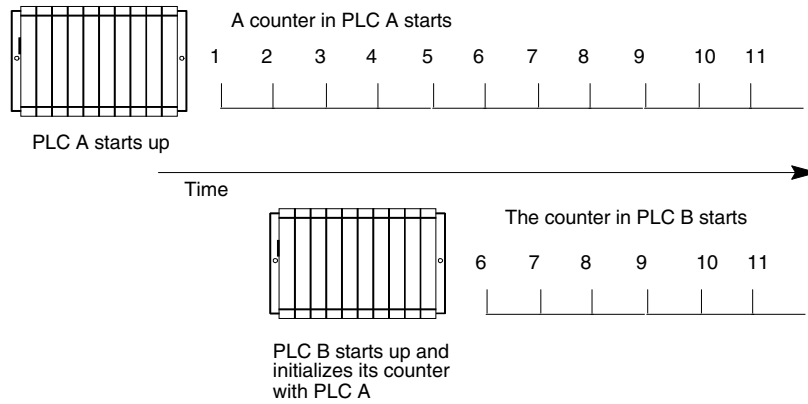 A counter in PLC A starts
1 2 3 4 5 6 7 8 9 10 11
PLC A starts up
Time
The counter in PLC B starts
6 7 8 9 10 11
PLC B starts up and
initializes its counter
with PLC A